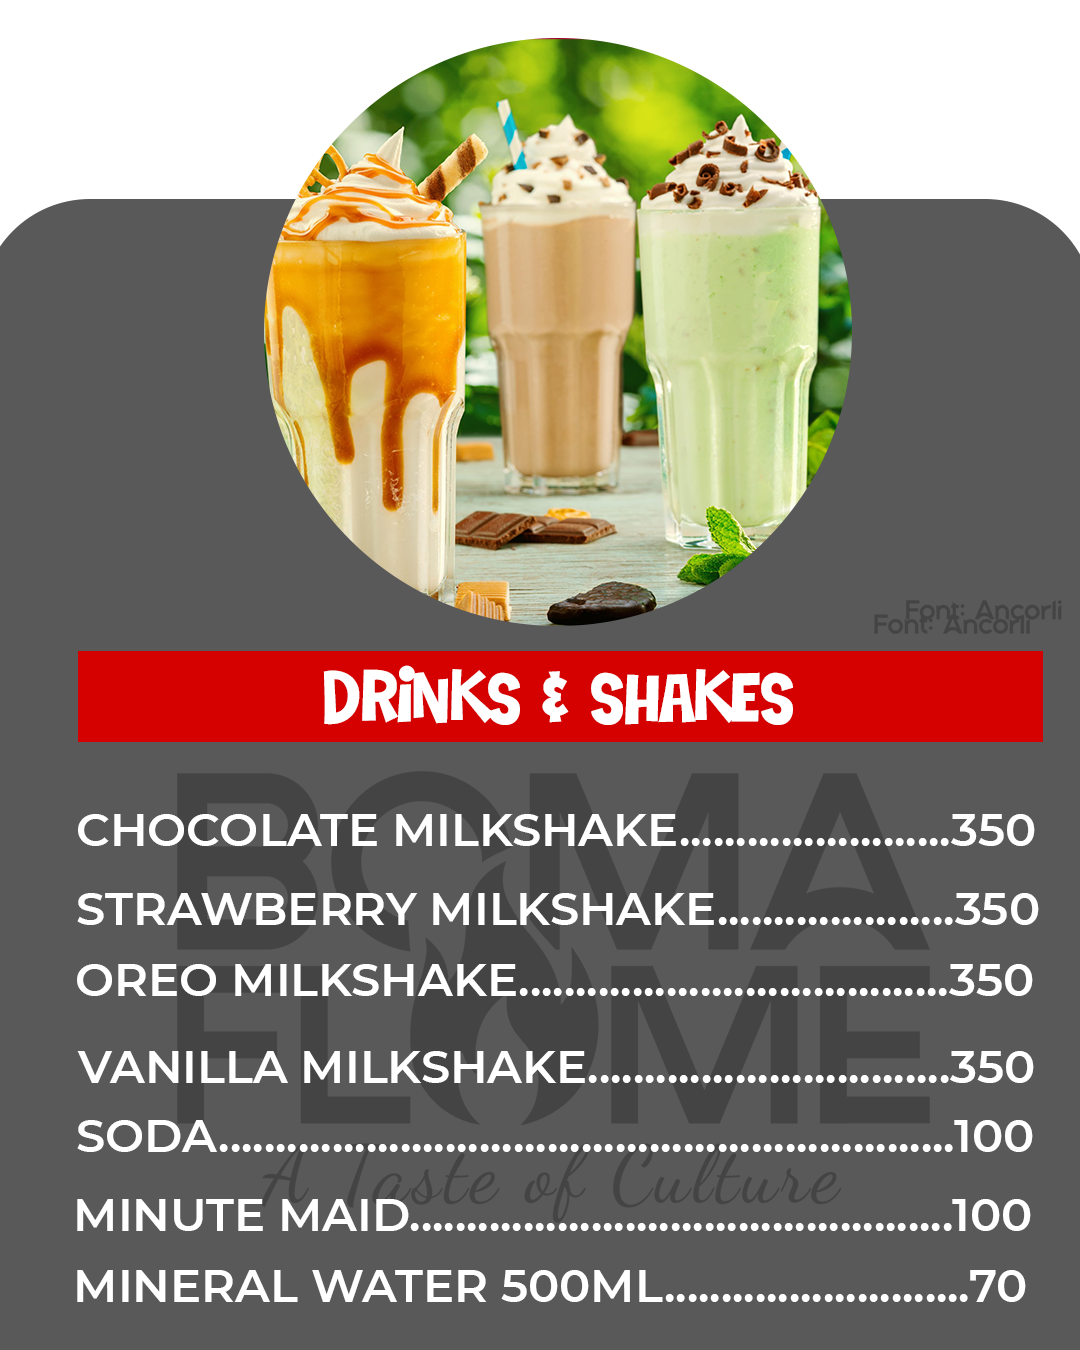 Font: Ancorli
Font: Ancorli
DRiNKS & SHAKES
BOMA
CHOCOLATE MILKSHAKE........................350
STRAWBERRY MILKSHAKE.....................350
OREO MILKSHAKE......................................350
FLAME
VANILLA MILKSHAKE................................350
SODA.................................................................100
A Taste of Culture
MINUTE MAID................................................100
MINERAL WATER 500ML...........................70